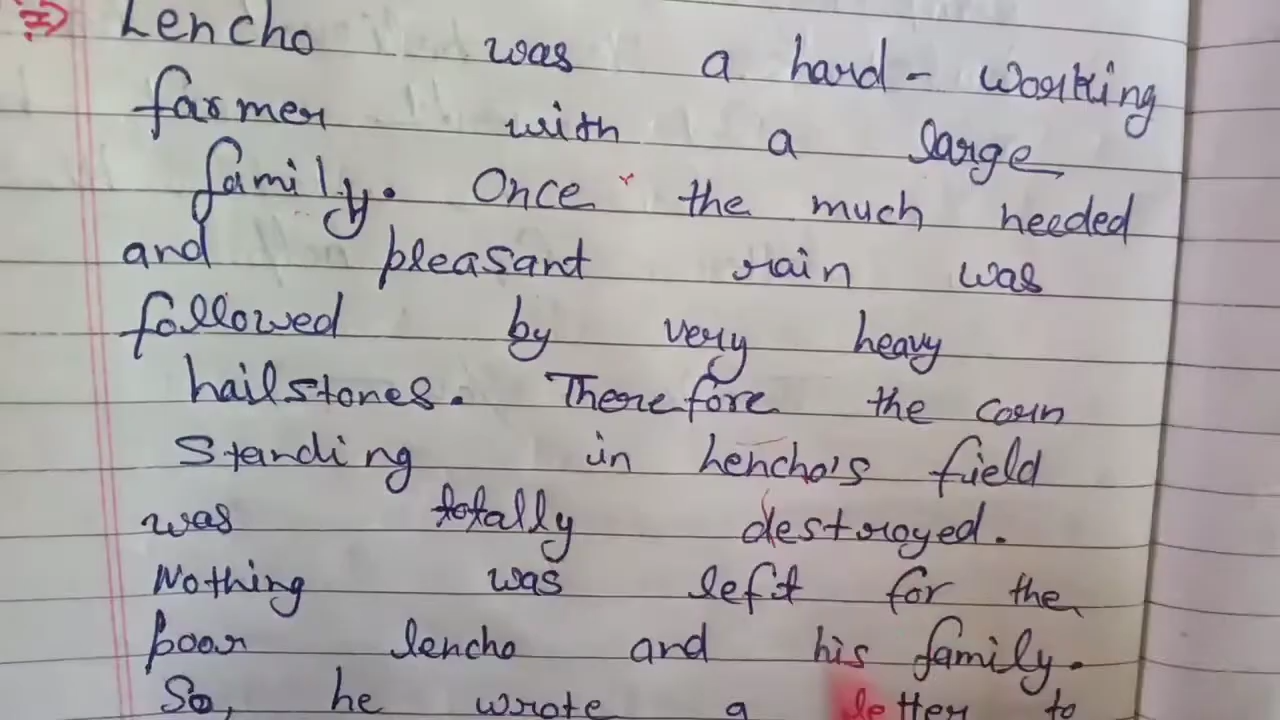 Lencho was a hard - working
farmer with a large
family. Once the much needed
and pleasant rain was
followed by very heavy
hailstones. Therefore the corn
Standing in hencho's field
was totally destroyed.
Nothing was left for the
poor lencho and his family.
So, he wrote a letter to